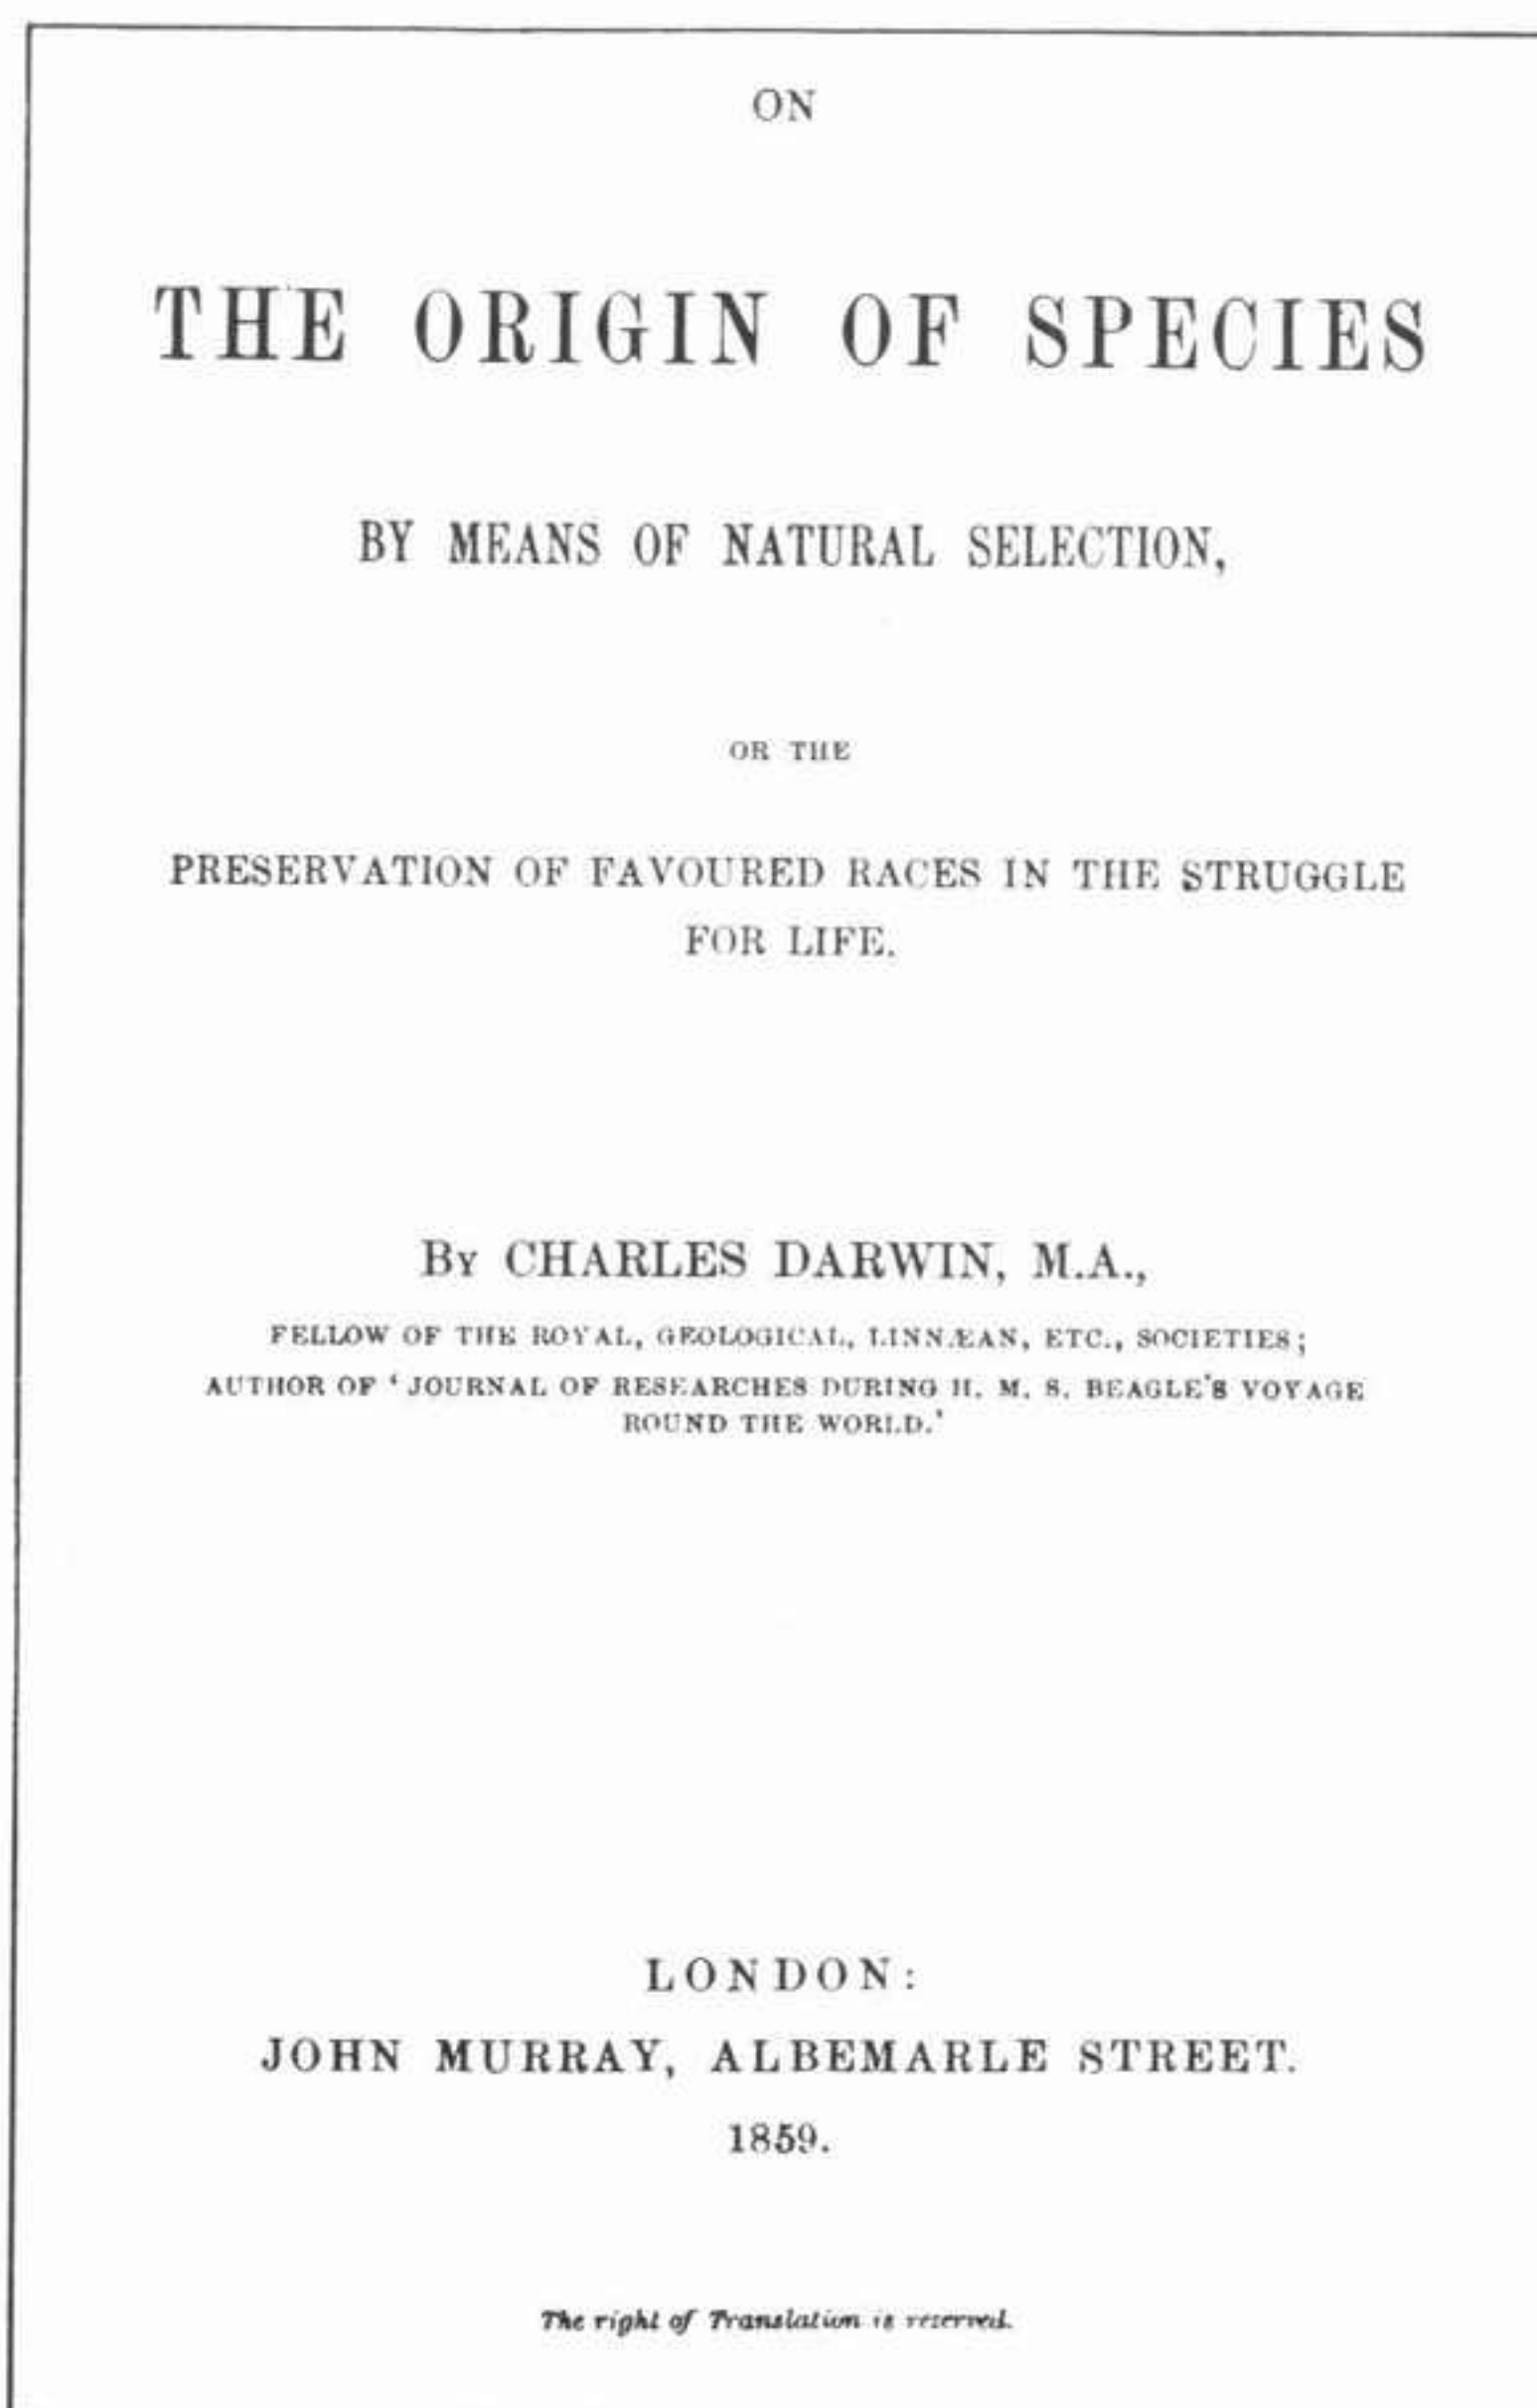 ON
THE ORIGIN OF SPECIES
BY MEANS OF NATURAL SELECTION,
OR THE
PRESERVATION OF FAVOURED RACES IN THE STRUGGLE
FOR LIFE.
BY CHARLES DARWIN, M.A.,
FELLOW OF THE ROYAL, GEOLOGICAL, LINNÆAN, ETC., SOCIETIES;
AUTHOR OF ‘JOURNAL OF RESEARCHES DURING H. M. S. BEAGLE’S VOYAGE
ROUND THE WORLD.’
LONDON:
JOHN MURRAY, ALBEMARLE STREET.
1859.
The right of Translation is reserved.